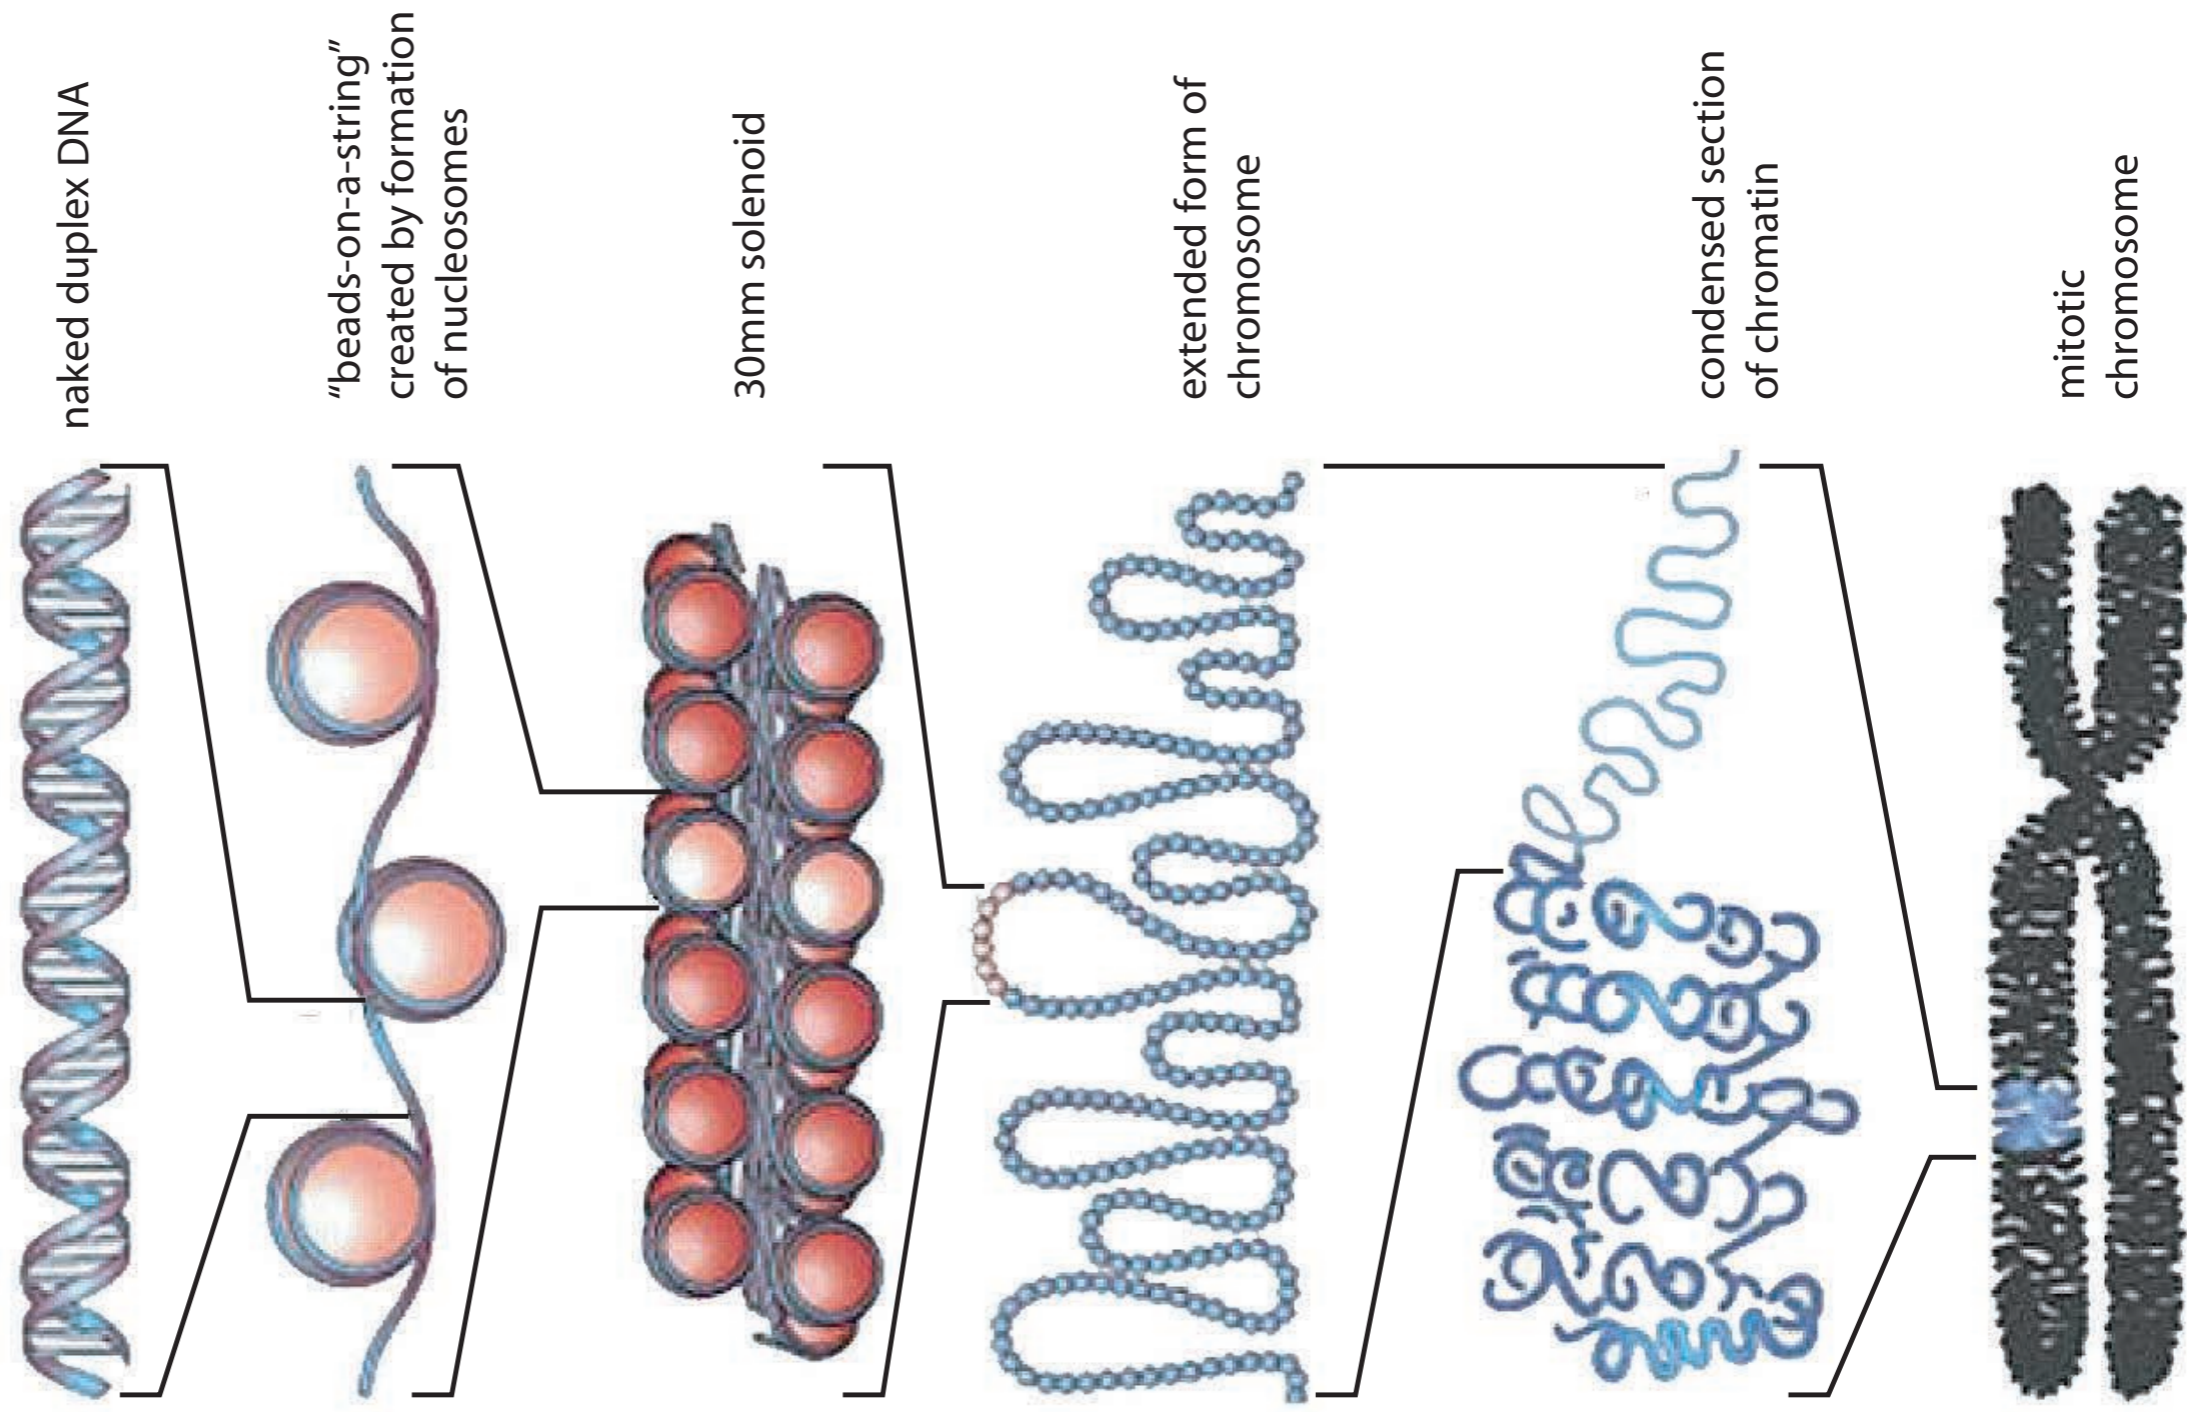 naked duplex DNA
“beads-on-a-string”
created by formation
of nucleosomes
30mm solenoid
extended form of
chromosome
condensed section
of chromatin
mitotic
chromosome